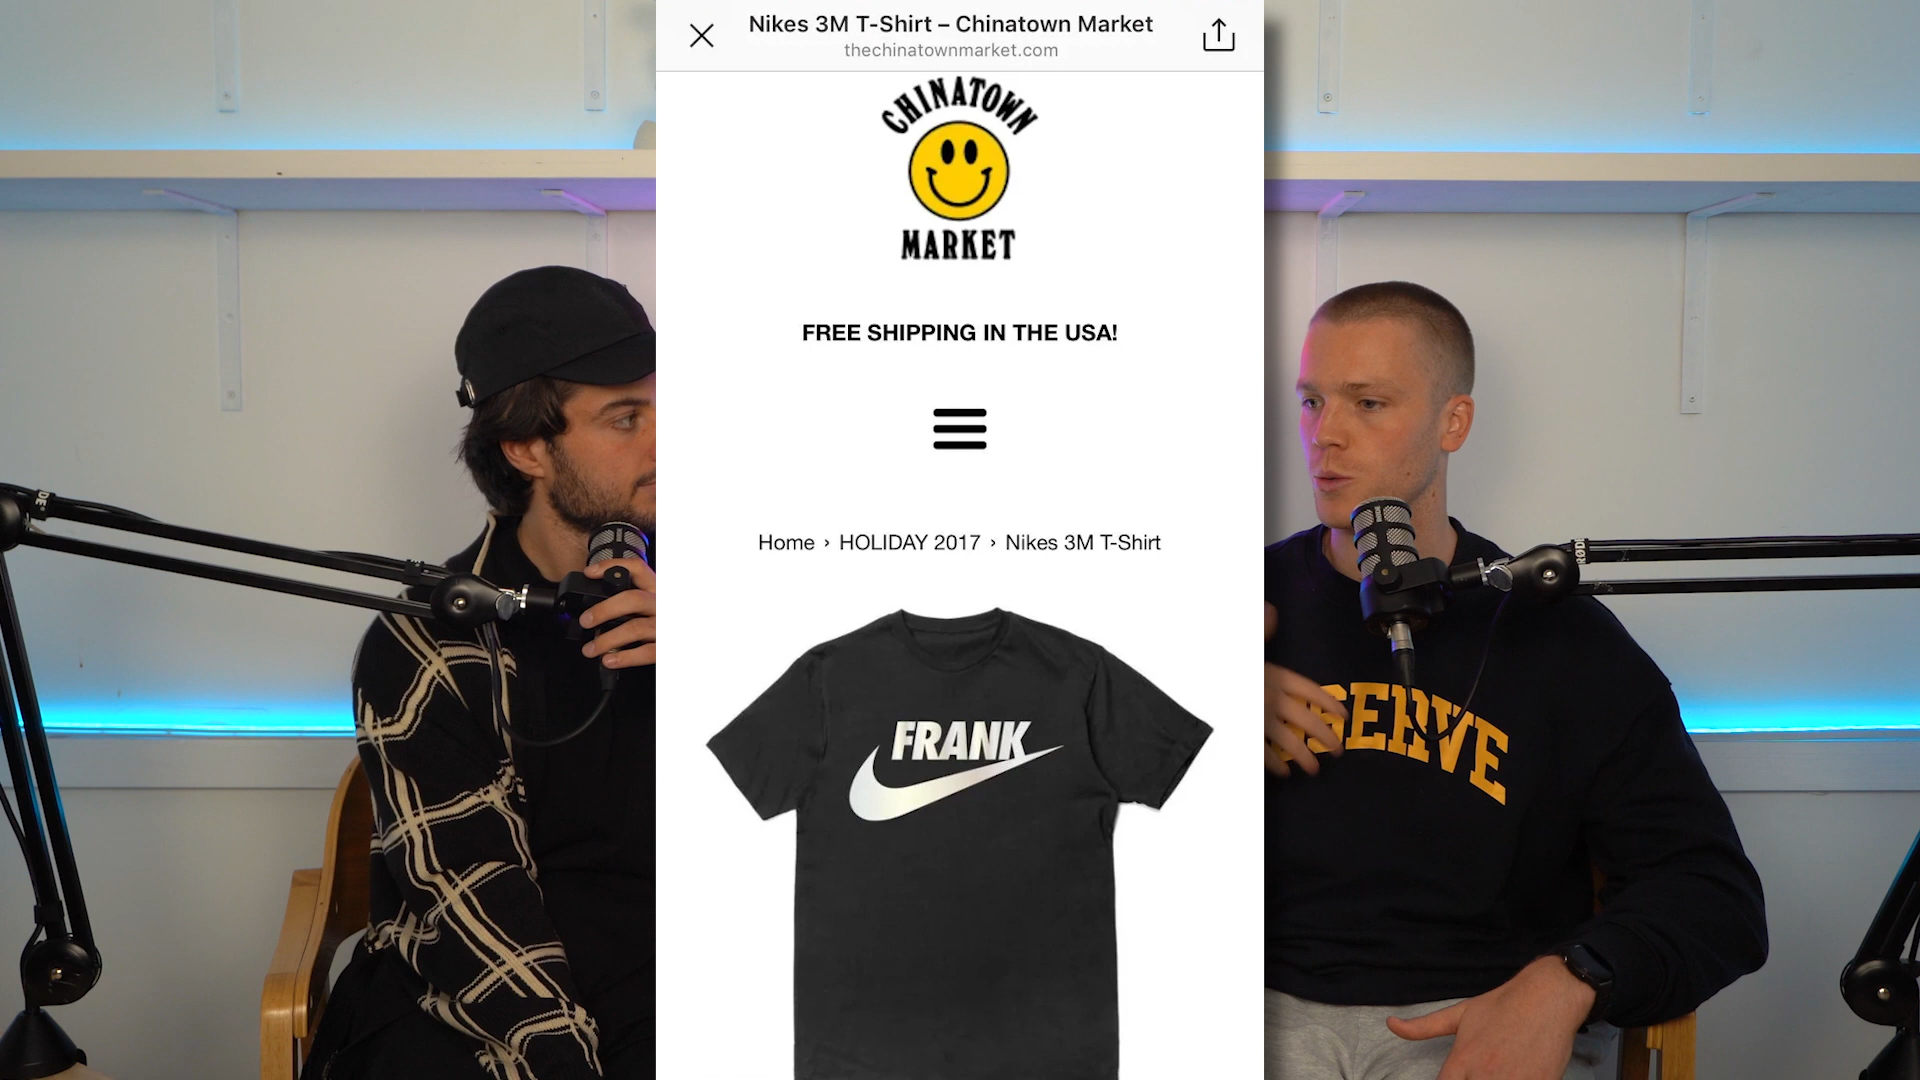 Nikes 3M T-Shirt – Chinatown Market
thechinatownmarket.com
CHINATOWN
MARKET
FREE SHIPPING IN THE USA!
Home › HOLIDAY 2017 › Nikes 3M T-Shirt
FRANK
SERVE
RØDE